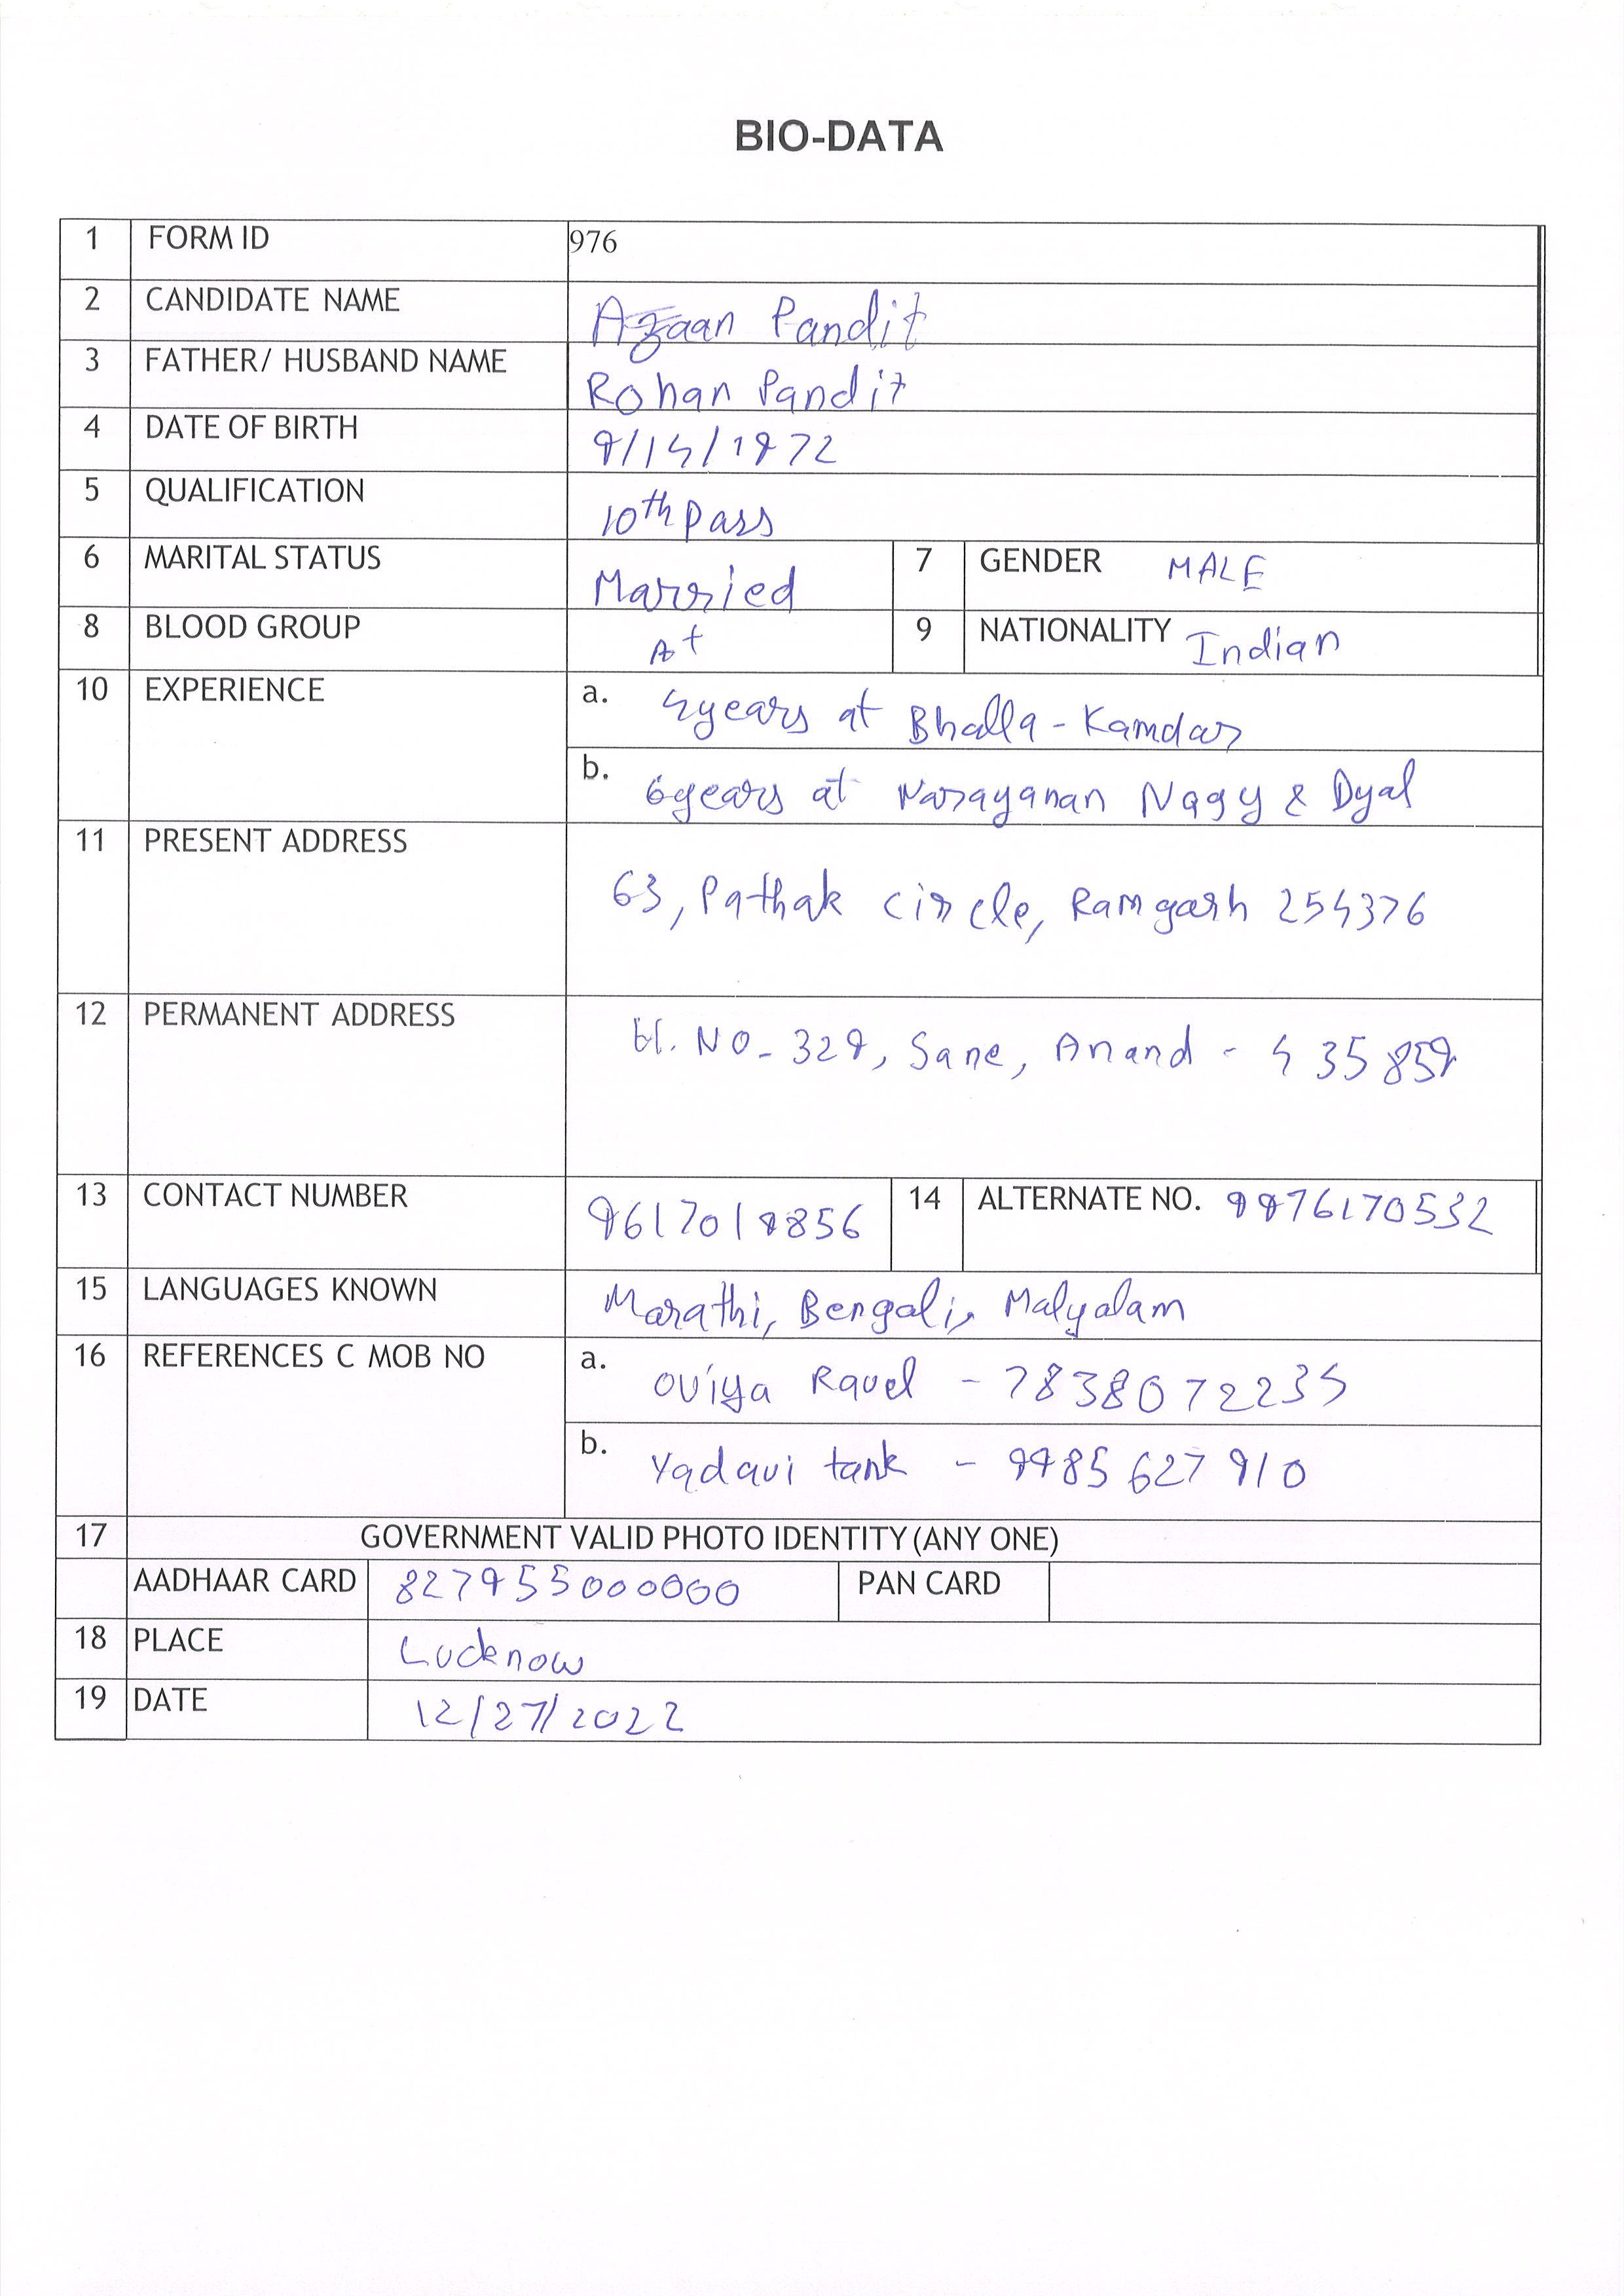 BIO-DATA
1 FORM ID 976
2 CANDIDATE NAME Azaan Pandit
3 FATHER/ HUSBAND NAME Rohan Pandit
4 DATE OF BIRTH 9/14/1972
5 QUALIFICATION 10th Pass
6 MARITAL STATUS Married 7 GENDER MALE
8 BLOOD GROUP A+ 9 NATIONALITY Indian
10 EXPERIENCE a. 4years at Bhalla-Kamdar
b. 6years at Narayanan Nagy & Dyal
11 PRESENT ADDRESS
63, Pathak circle, Ramgarh 254376
12 PERMANENT ADDRESS
H. NO- 329, Sane, Anand - 435859
13 CONTACT NUMBER 9617019856 14 ALTERNATE NO. 9976170532
15 LANGUAGES KNOWN Marathi, Bengali, Malyalam
16 REFERENCES C MOB NO a. Oviya Ravel - 7838072234
b. Yadavi tank - 9985627910
17 GOVERNMENT VALID PHOTO IDENTITY (ANY ONE)
AADHAAR CARD 827955000000 PAN CARD
18 PLACE Lucknow
19 DATE 12/27/2022